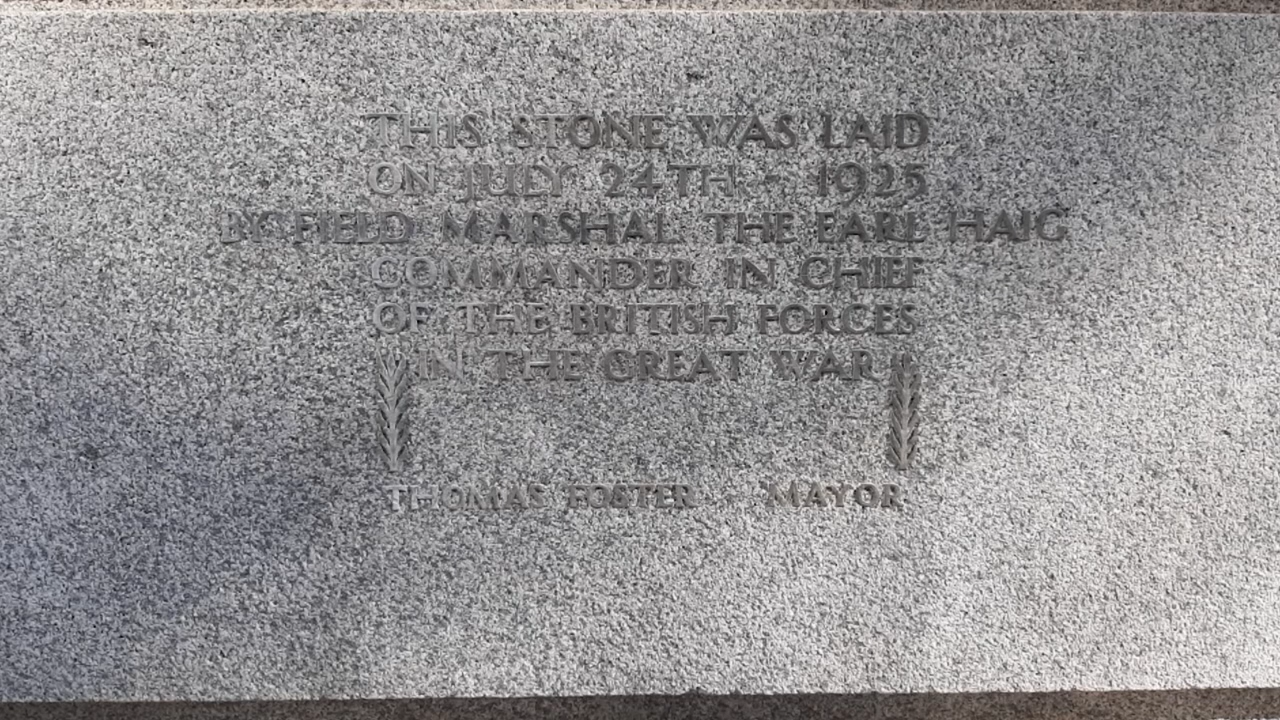 THIS STONE WAS LAID
ON JULY 24TH - 1925
BY FIELD MARSHAL THE EARL HAIG
COMMANDER IN CHIEF
OF THE BRITISH FORCES
IN THE GREAT WAR
THOMAS FOSTER MAYOR